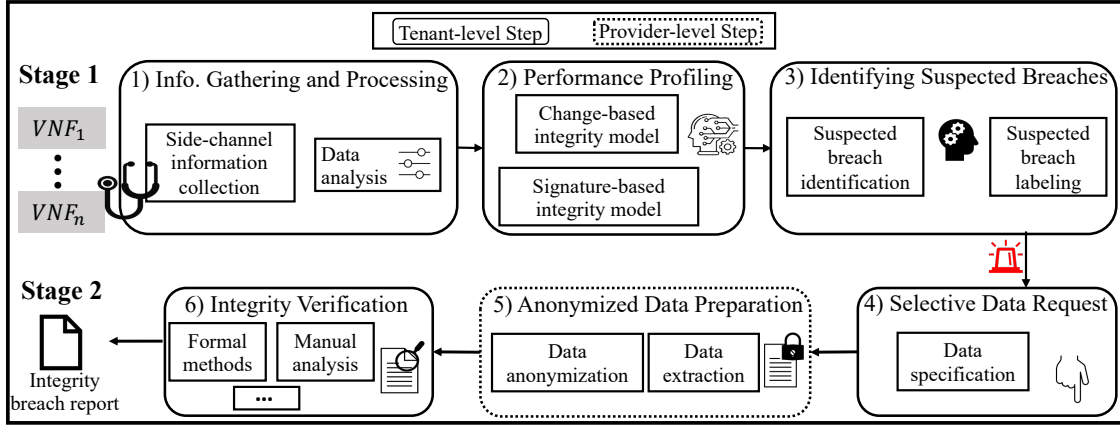 Tenant-level Step
Provider-level Step
Stage 1
VNF1
VNFn
1) Info. Gathering and Processing
Side-channel
information
collection
Data
analysis
2) Performance Profiling
Change-based
integrity model
Signature-based
integrity model
3) Identifying Suspected Breaches
Suspected
breach
identification
Suspected
breach
labeling
Stage 2
4) Selective Data Request
Data
specification
5) Anonymized Data Preparation
Data
anonymization
Data
extraction
6) Integrity Verification
Formal
methods
Manual
analysis
...
Integrity
breach report